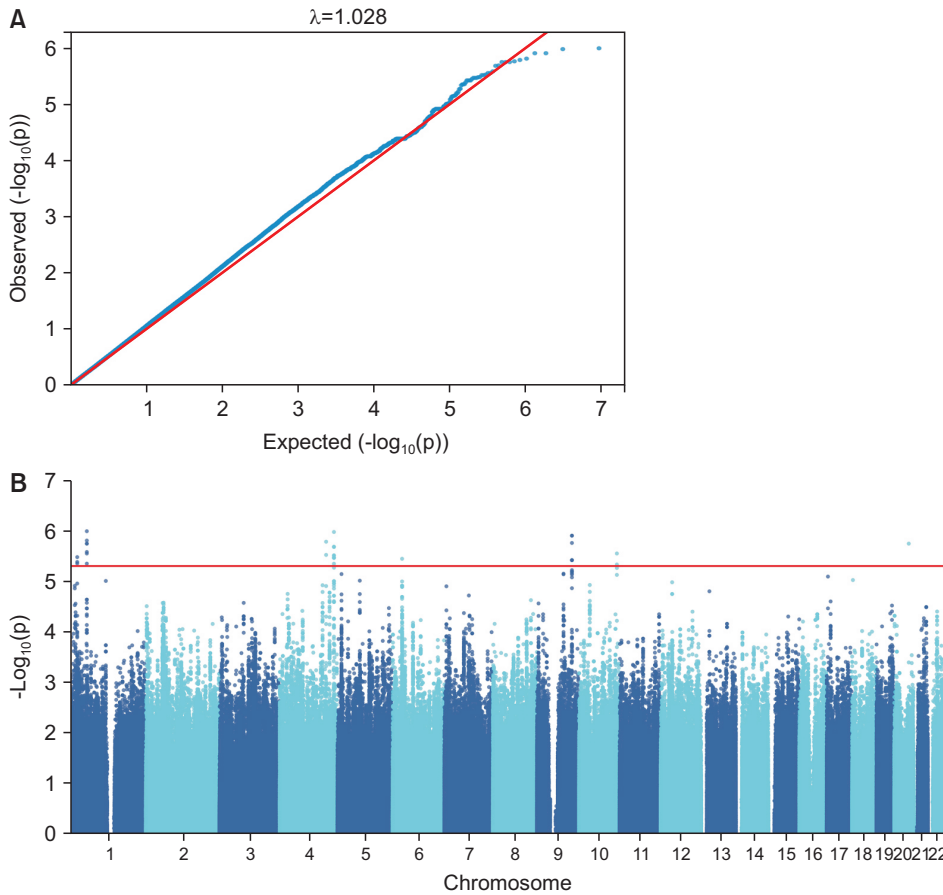 A
λ=1.028
6
5
4
3
2
1
0
Observed (-log₁₀(p))
1 2 3 4 5 6 7
Expected (-log₁₀(p))
B
7
6
5
4
3
2
1
0
-Log₁₀(p)
1 2 3 4 5 6 7 8 9 10 11 12 13 14 15 16 17 18 19 20 21 22
Chromosome